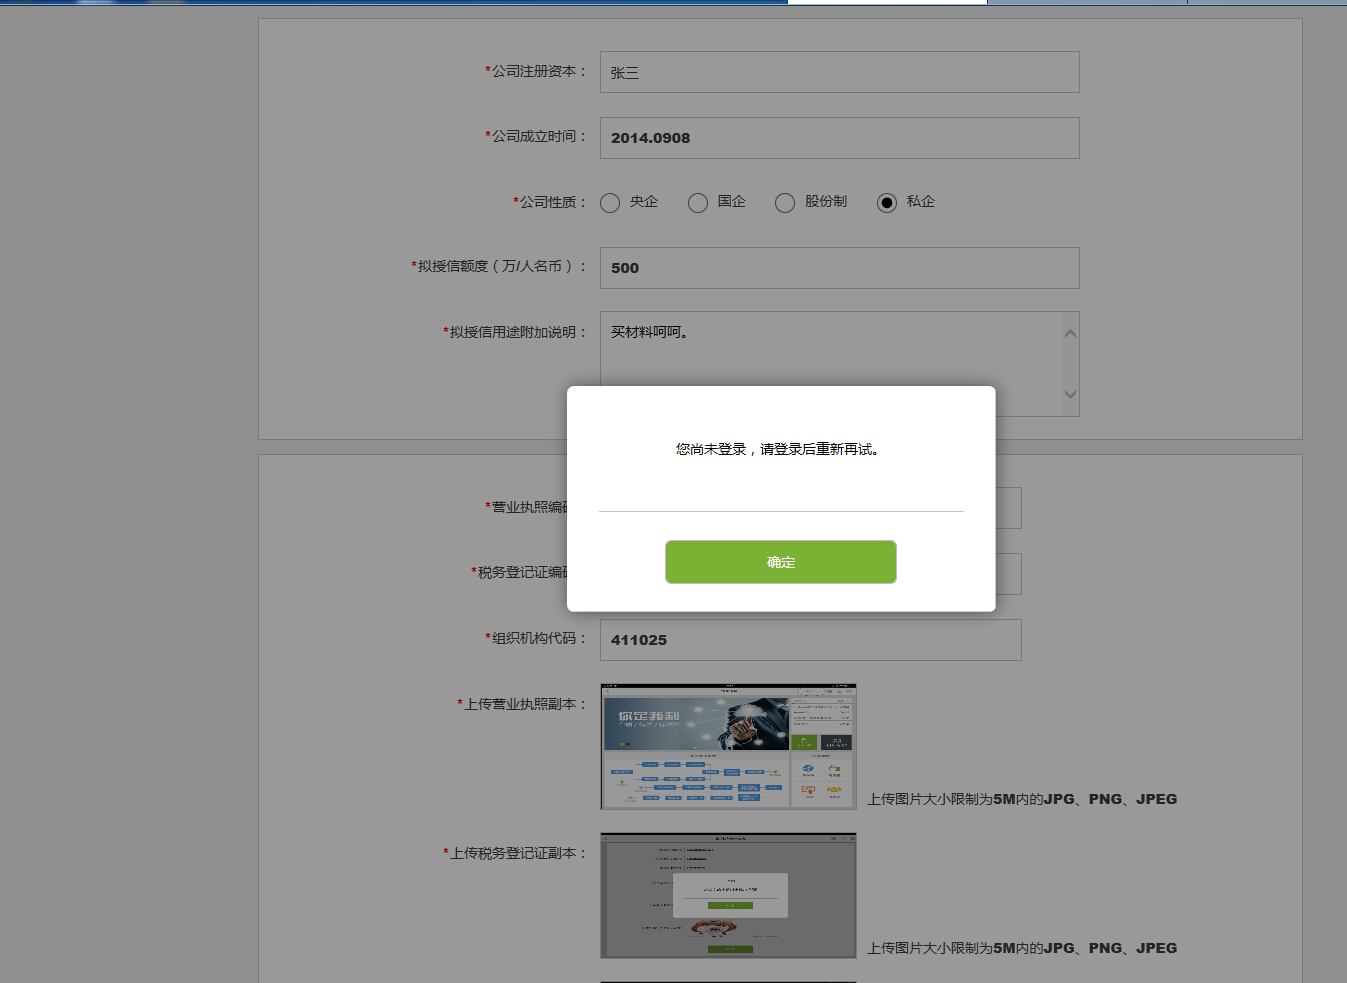 *公司注册资本： 张三
*公司成立时间： 2014.0908
*公司性质： 央企 国企 股份制 私企
*拟授信额度（万/人名币）： 500
*拟授信用途附加说明： 买材料呵呵。
您尚未登录，请登录后重新再试。
确定
*营业执照编
*税务登记证编
*组织机构代码： 411025
*上传营业执照副本：
上传图片大小限制为5M内的JPG、PNG、JPEG
*上传税务登记证副本：
上传图片大小限制为5M内的JPG、PNG、JPEG